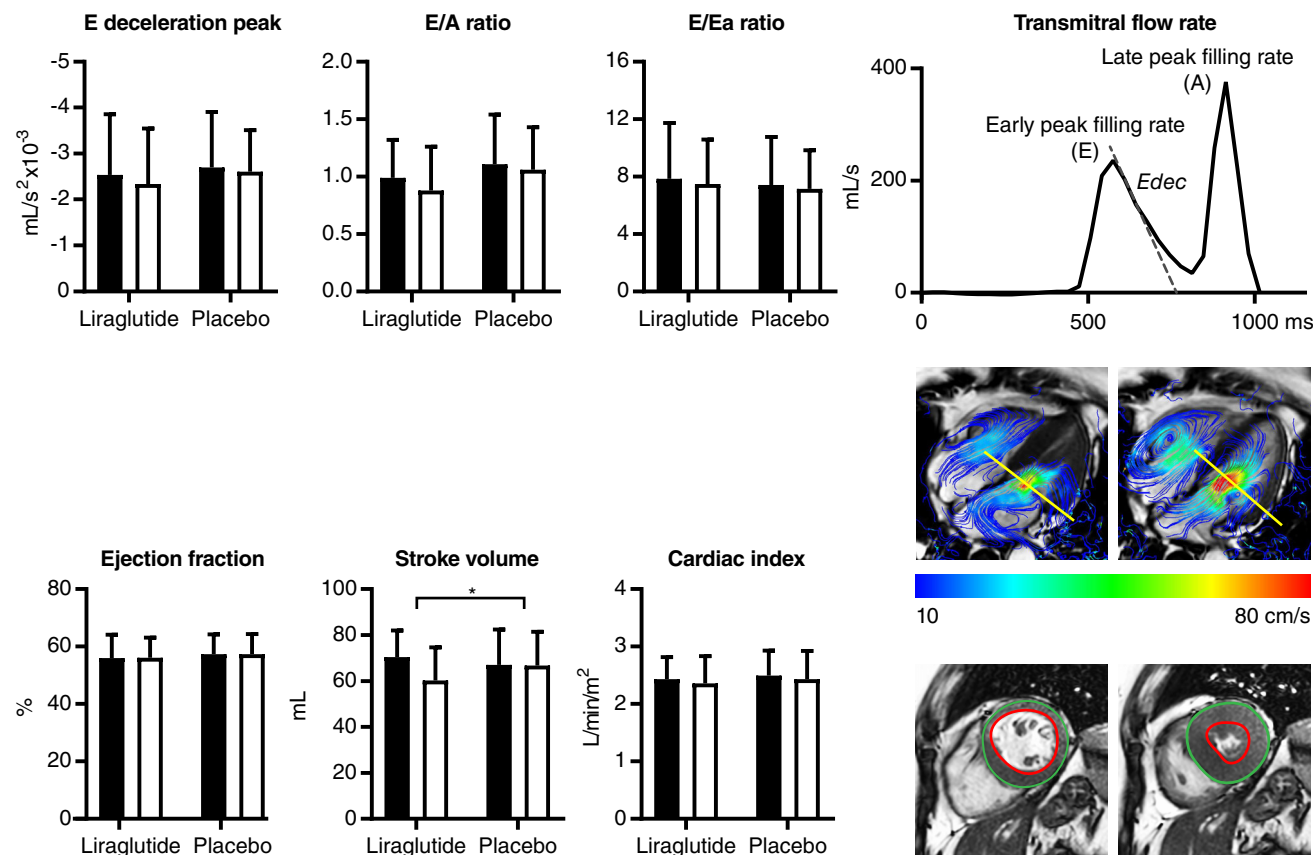 E deceleration peak
-5
-4
-3
-2
-1
0
mL/s² x10⁻³
Liraglutide Placebo
E/A ratio
2.0
1.5
1.0
0.5
0.0
Liraglutide Placebo
E/Ea ratio
16
12
8
4
0
Liraglutide Placebo
Transmitral flow rate
400
200
0
mL/s
Late peak filling rate
(A)
Early peak filling rate
(E)
Edec
0 500 1000 ms
10 80 cm/s
Ejection fraction
80
60
40
20
0
%
Liraglutide Placebo
Stroke volume
100
80
60
40
20
0
mL
*
Liraglutide Placebo
Cardiac index
4
3
2
1
0
L/min/m²
Liraglutide Placebo